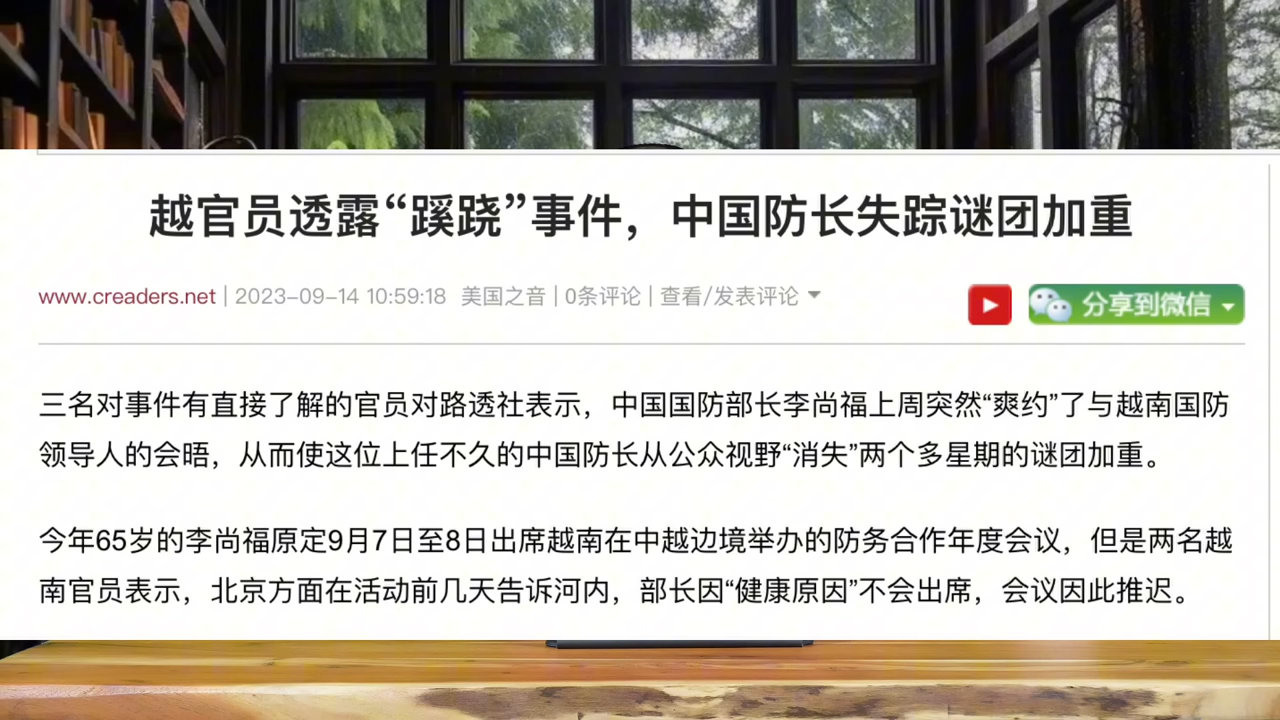 越官员透露“蹊跷”事件，中国防长失踪谜团加重
www.creaders.net | 2023-09-14 10:59:18 美国之音 | 0条评论 | 查看/发表评论
分享到微信
三名对事件有直接了解的官员对路透社表示，中国国防部长李尚福上周突然“爽约”了与越南国防
领导人的会晤，从而使这位上任不久的中国防长从公众视野“消失”两个多星期的谜团加重。
今年65岁的李尚福原定9月7日至8日出席越南在中越边境举办的防务合作年度会议，但是两名越
南官员表示，北京方面在活动前几天告诉河内，部长因“健康原因”不会出席，会议因此推迟。